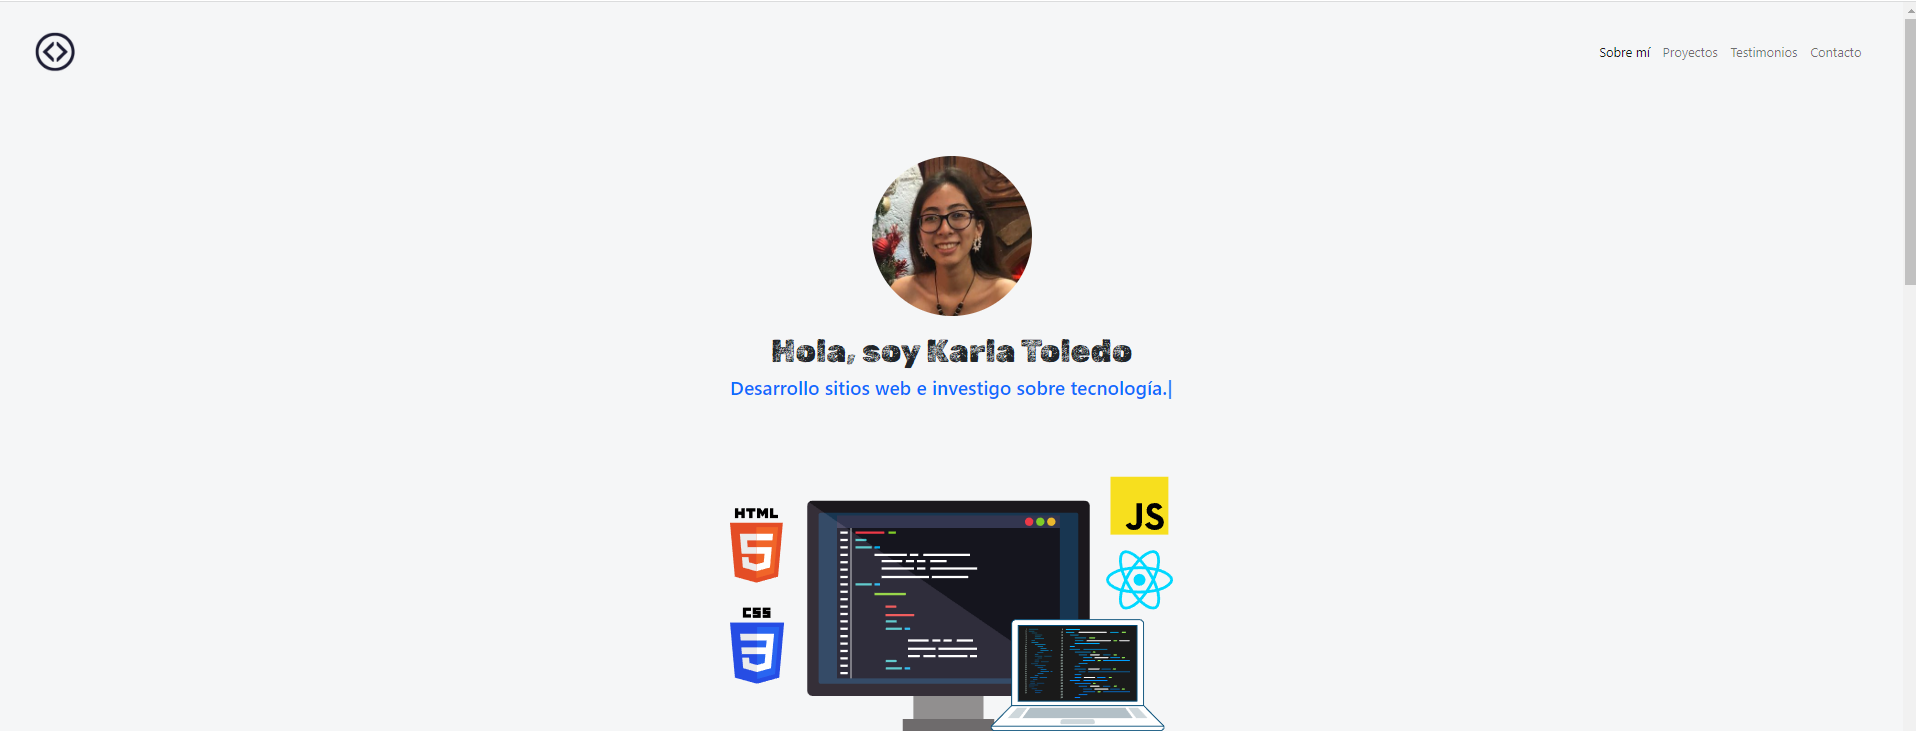 Sobre mí Proyectos Testimonios Contacto
Hola, soy Karla Toledo
Desarrollo sitios web e investigo sobre tecnología.|
JS
HTML
5
CSS
3